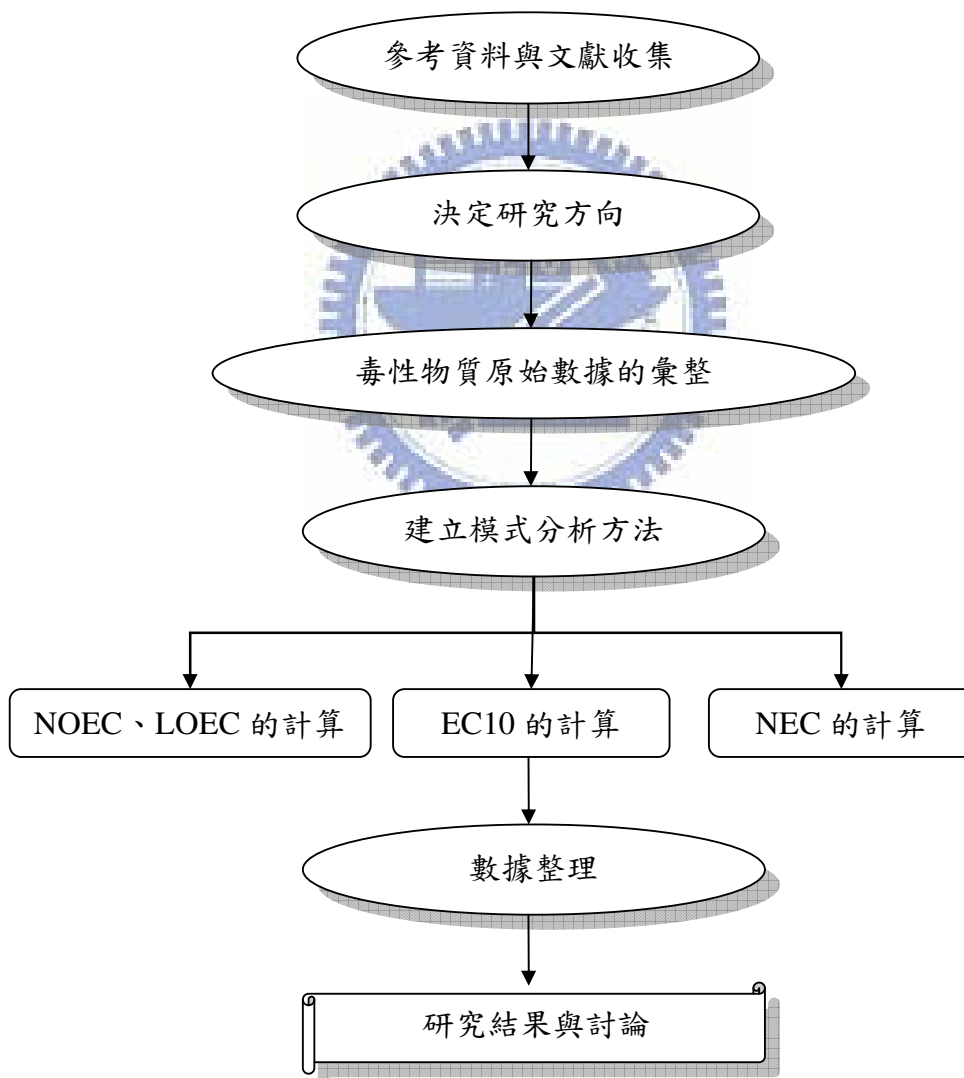 參考資料與文獻收集
決定研究方向
毒性物質原始數據的彙整
建立模式分析方法
NOEC、LOEC 的計算
EC10 的計算
NEC 的計算
數據整理
研究結果與討論